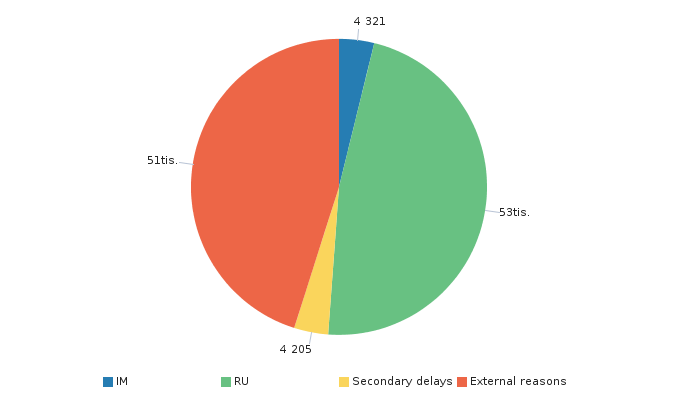 4 321
51tis.
53tis.
4 205
IM
RU
Secondary delays
External reasons